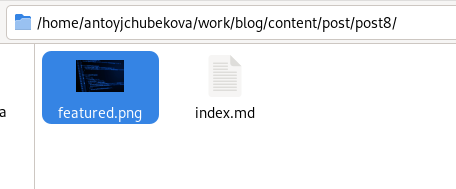 /home/antoyjchubekova/work/blog/content/post/post8/
featured.png
index.md
a